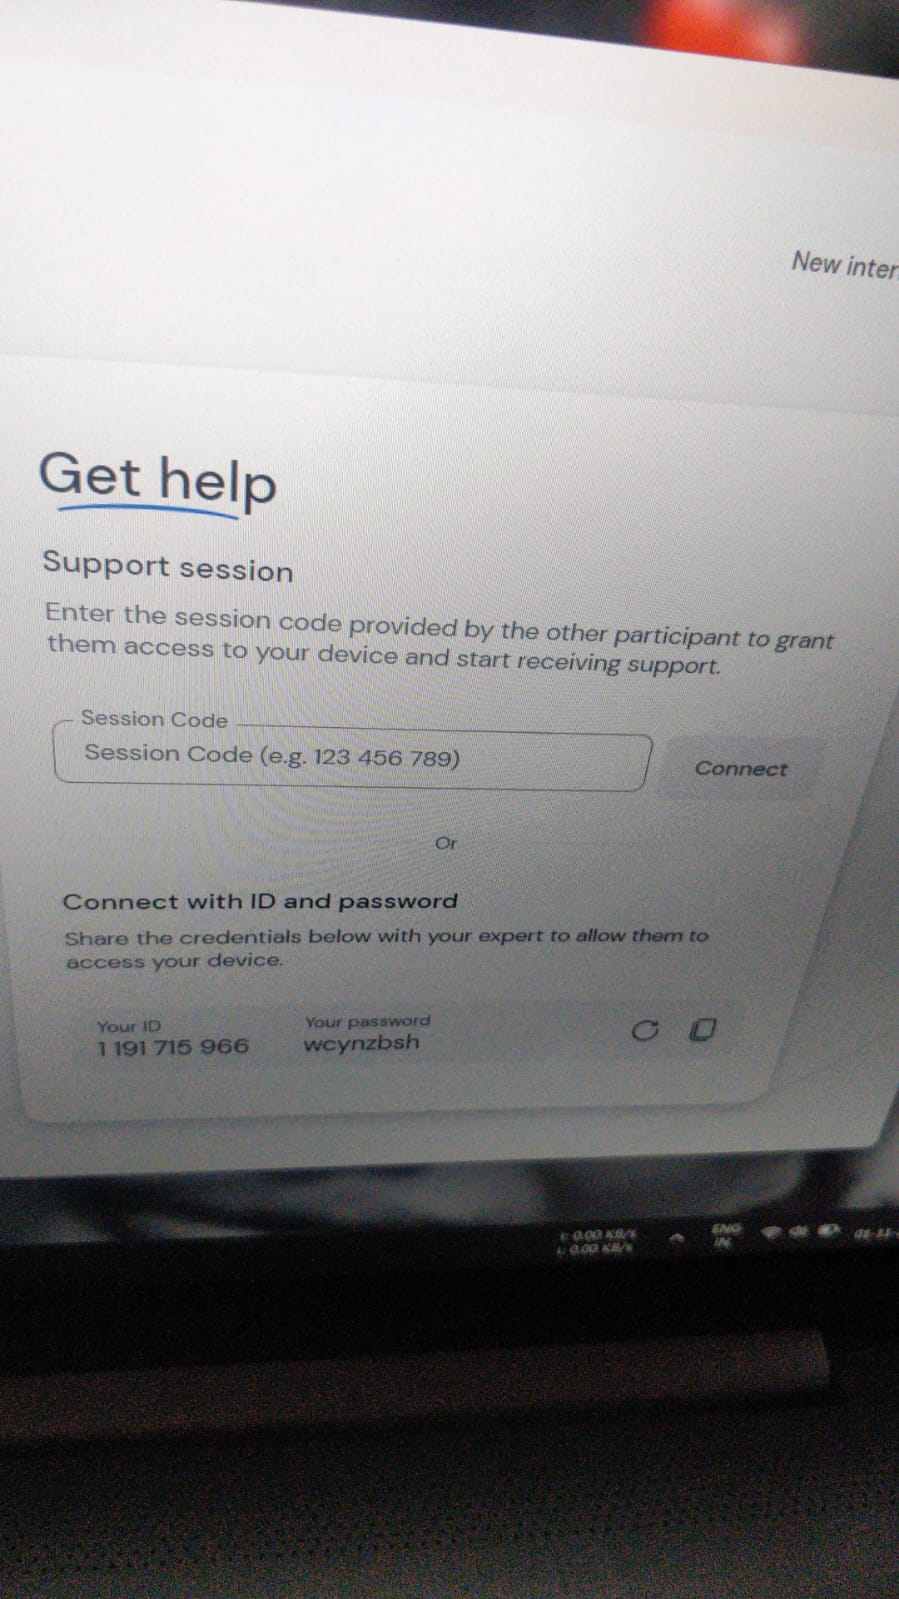 New inter
Get help
Support session
Enter the session code provided by the other participant to grant
them access to your device and start receiving support.
Session Code
Session Code (e.g. 123 456 789)
Connect
Or
Connect with ID and password
Share the credentials below with your expert to allow them to
access your device.
Your ID
Your password
1 191 715 966
wcynzbsh
0.00 KB/s
0.00 KB/s
ENG
IN